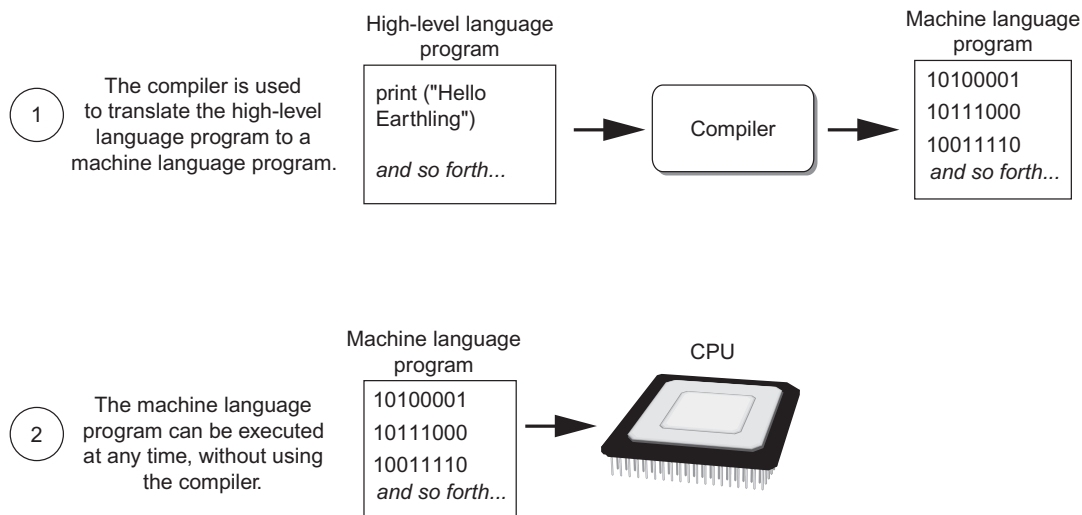 1
The compiler is used
to translate the high-level
language program to a
machine language program.
High-level language
program
print ("Hello
Earthling")
and so forth...
Compiler
Machine language
program
10100001
10111000
10011110
and so forth...
2
The machine language
program can be executed
at any time, without using
the compiler.
Machine language
program
10100001
10111000
10011110
and so forth...
CPU